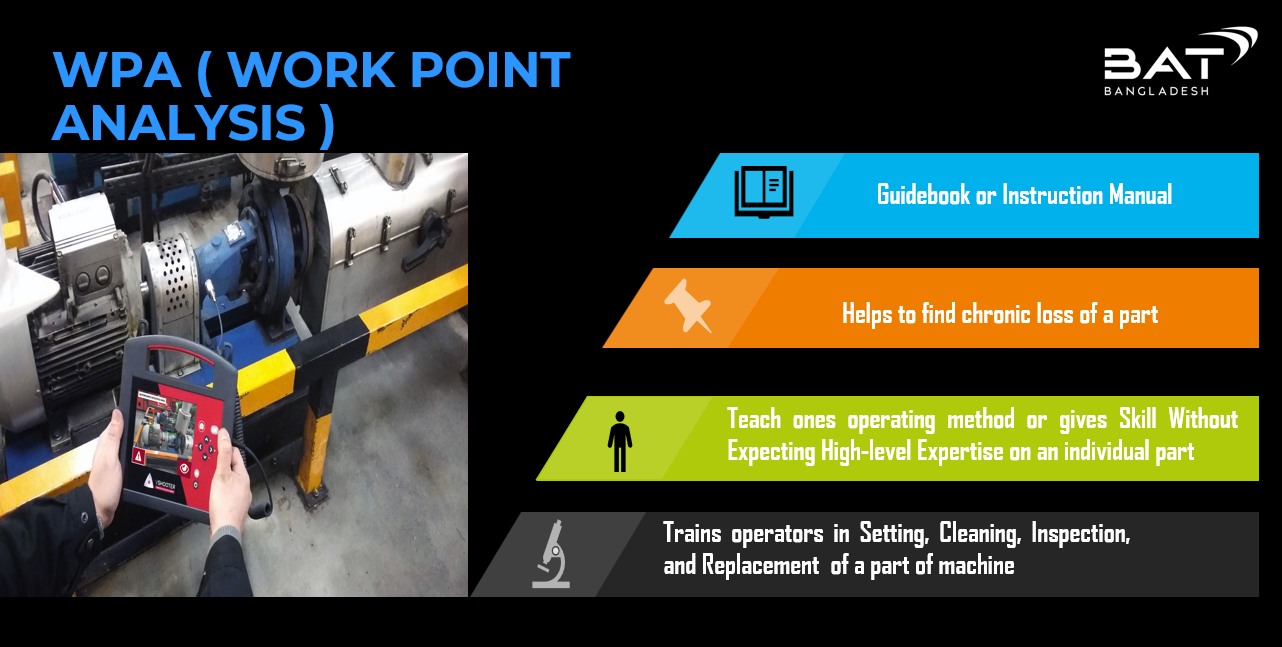 WPA ( WORK POINT
ANALYSIS )
BAT
BANGLADESH
Guidebook or Instruction Manual
Helps to find chronic loss of a part
Teach ones operating method or gives Skill Without
Expecting High-level Expertise on an individual part
Trains operators in Setting, Cleaning, Inspection,
and Replacement of a part of machine